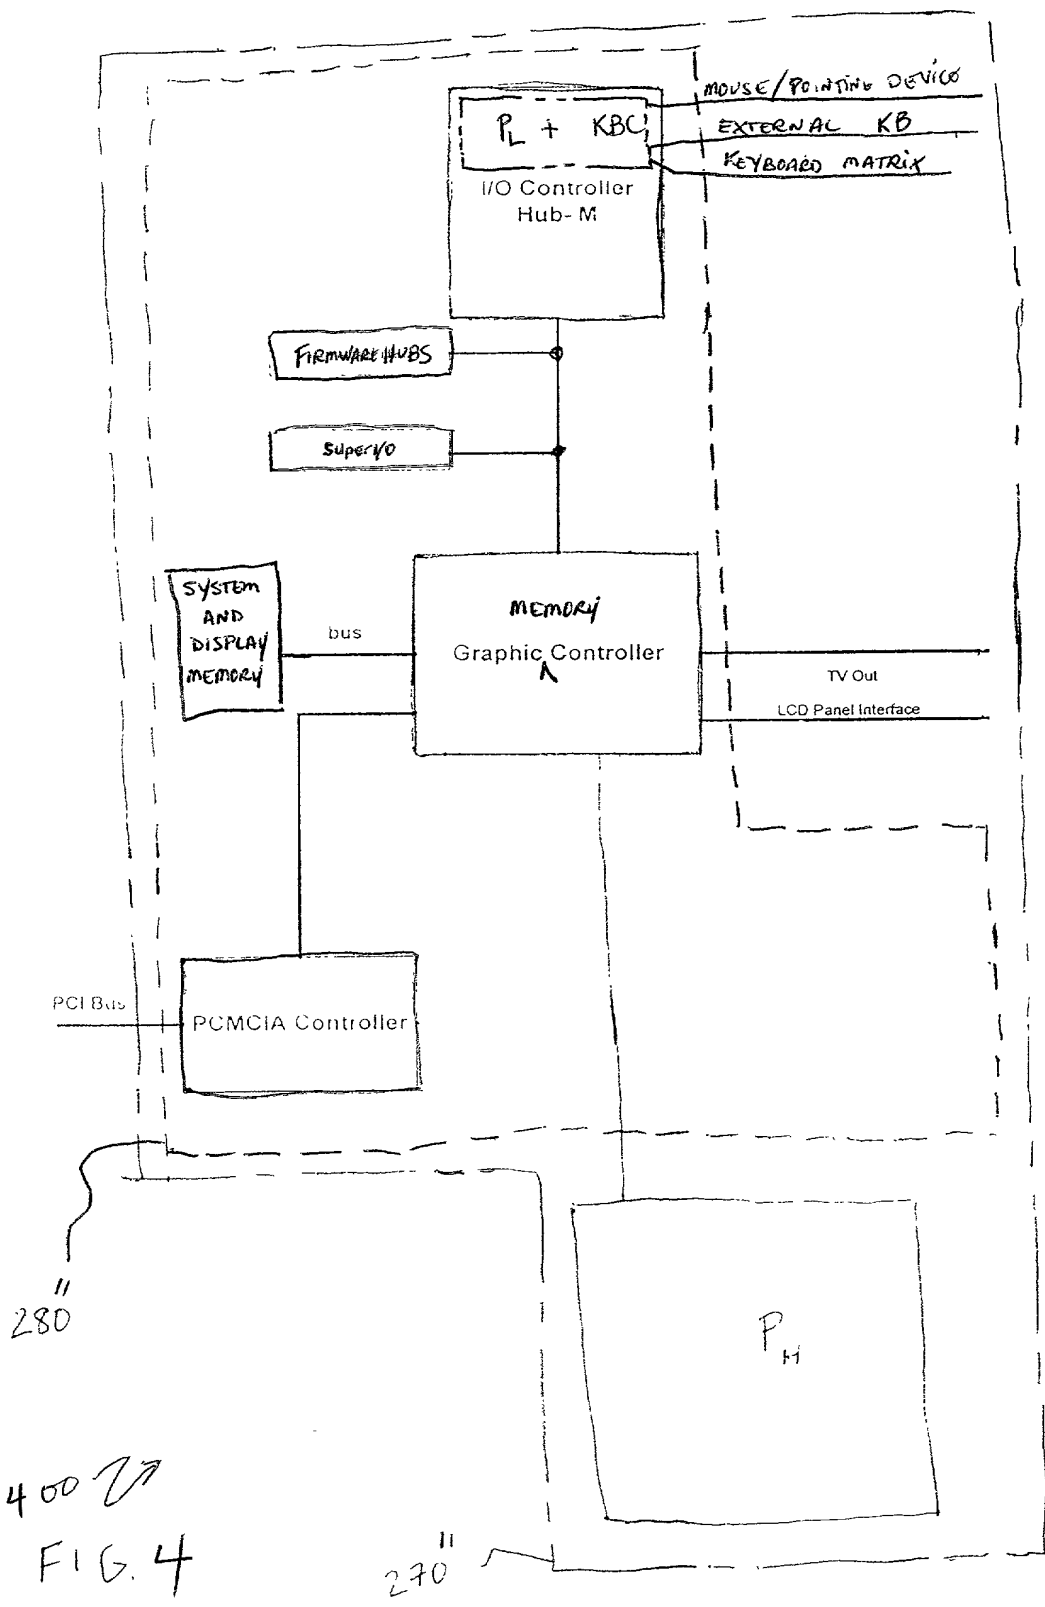 MOUSE/POINTING DEVICE
P_L + KBC
EXTERNAL KB
KEYBOARD MATRIX
I/O Controller
Hub-M
FIRMWARE HUBS
SUPER I/O
SYSTEM
AND
DISPLAY
MEMORY
bus
MEMORY
Graphic ^ Controller
TV Out
LCD Panel Interface
PCI Bus
PCMCIA Controller
280"
P_H
400
FIG. 4
270"